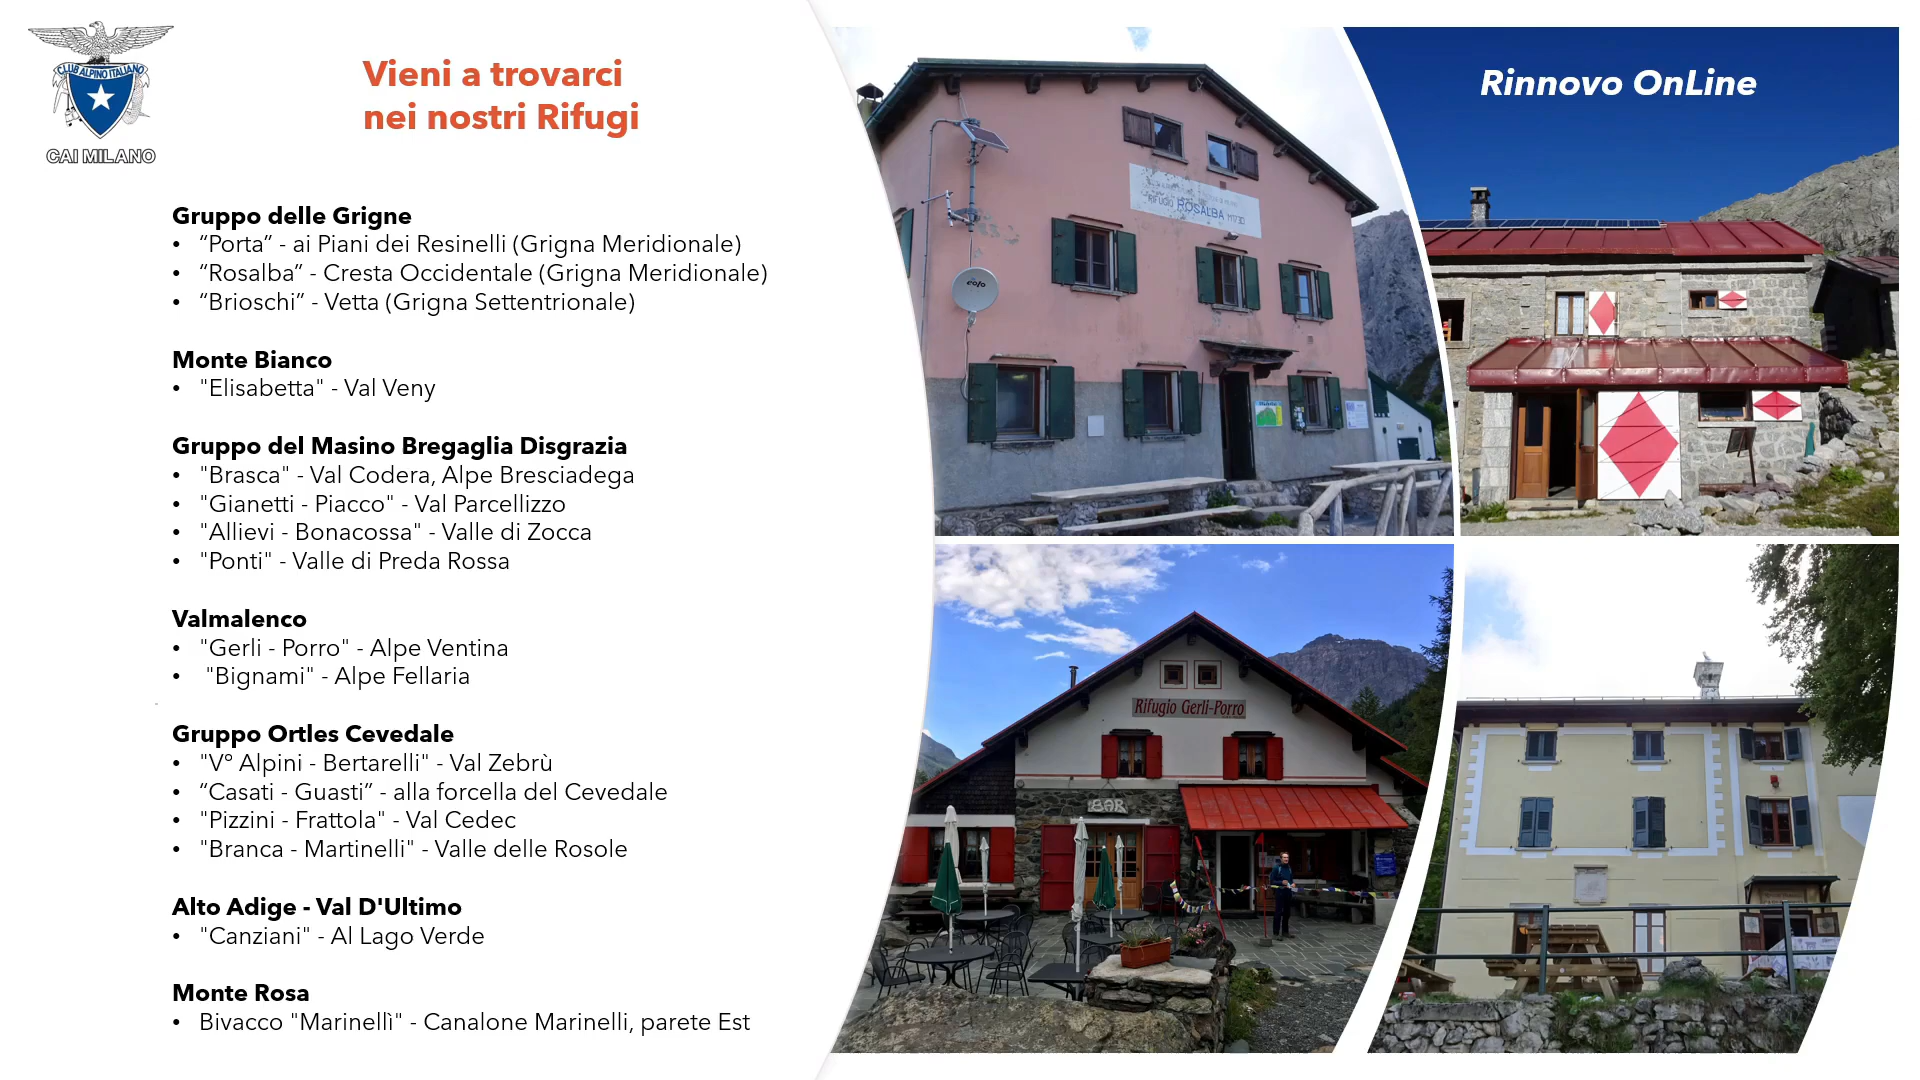 CLUB ALPINO ITALIANO
CAI MILANO
Vieni a trovarci
nei nostri Rifugi
Gruppo delle Grigne
• “Porta” - ai Piani dei Resinelli (Grigna Meridionale)
• “Rosalba” - Cresta Occidentale (Grigna Meridionale)
• “Brioschi” - Vetta (Grigna Settentrionale)
Monte Bianco
• "Elisabetta" - Val Veny
Gruppo del Masino Bregaglia Disgrazia
• "Brasca" - Val Codera, Alpe Bresciadega
• "Gianetti - Piacco" - Val Parcellizzo
• "Allievi - Bonacossa" - Valle di Zocca
• "Ponti" - Valle di Preda Rossa
Valmalenco
• "Gerli - Porro" - Alpe Ventina
• "Bignami" - Alpe Fellaria
Gruppo Ortles Cevedale
• "V° Alpini - Bertarelli" - Val Zebrù
• “Casati - Guasti” - alla forcella del Cevedale
• "Pizzini - Frattola" - Val Cedec
• "Branca - Martinelli" - Valle delle Rosole
Alto Adige - Val D'Ultimo
• "Canziani" - Al Lago Verde
Monte Rosa
• Bivacco "Marinellì" - Canalone Marinelli, parete Est
Rinnovo OnLine
RIFUGIO ROSALBA M 1730
eolo
Rifugio Gerli-Porro
BAR